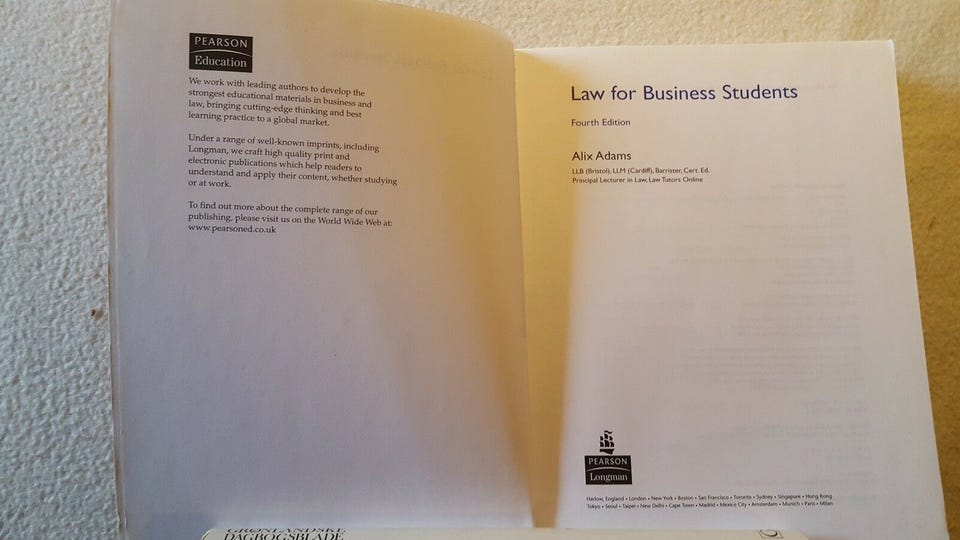 PEARSON
Education
We work with leading authors to develop the
strongest educational materials in business and
law, bringing cutting-edge thinking and best
learning practice to a global market.
Under a range of well-known imprints, including
Longman, we craft high quality print and
electronic publications which help readers to
understand and apply their content, whether studying
or at work.
To find out more about the complete range of our
publishing, please visit us on the World Wide Web at:
www.pearsoned.co.uk
Law for Business Students
Fourth Edition
Alix Adams
LLB (Bristol), LLM (Cardiff), Barrister, Cert. Ed.
Principal Lecturer in Law, Law Tutors Online
PEARSON
Longman
Harlow, England • London • New York • Boston • San Francisco • Toronto • Sydney • Singapore • Hong Kong
Tokyo • Seoul • Taipei • New Delhi • Cape Town • Madrid • Mexico City • Amsterdam • Munich • Paris • Milan
GRØNLANDSKE
DAGBOGSBLADE